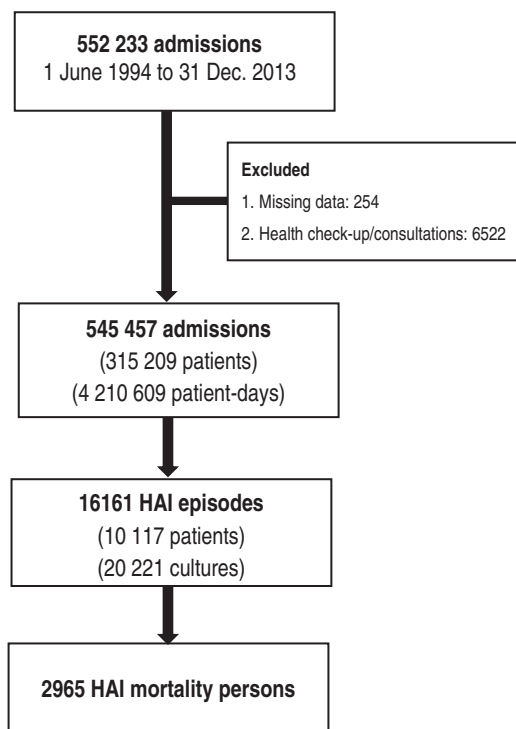 552 233 admissions
1 June 1994 to 31 Dec. 2013
Excluded
1. Missing data: 254
2. Health check-up/consultations: 6522
545 457 admissions
(315 209 patients)
(4 210 609 patient-days)
16161 HAI episodes
(10 117 patients)
(20 221 cultures)
2965 HAI mortality persons